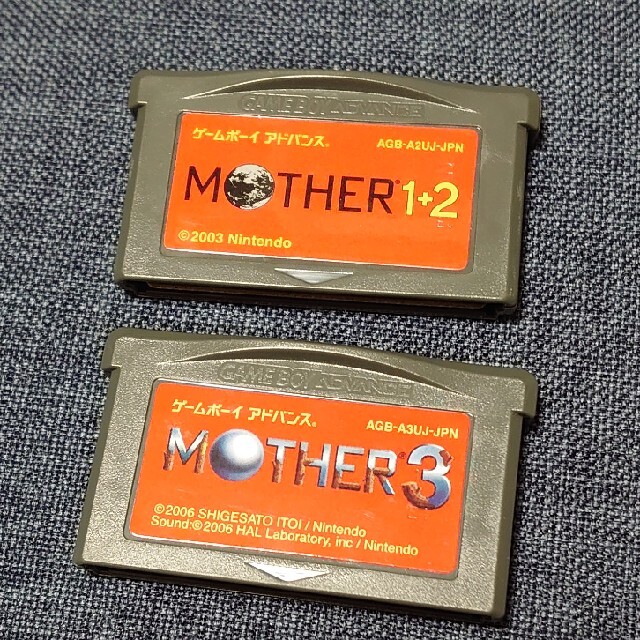 GAME BOY ADVANCE
ゲームボーイ アドバンス®
AGB-A2UJ-JPN
MOTHER® 1+2
©2003 Nintendo
GAME BOY ADVANCE
ゲームボーイ アドバンス®
AGB-A3UJ-JPN
MOTHER® 3
©2006 SHIGESATO ITOI / Nintendo
Sound:©2006 HAL Laboratory, inc / Nintendo